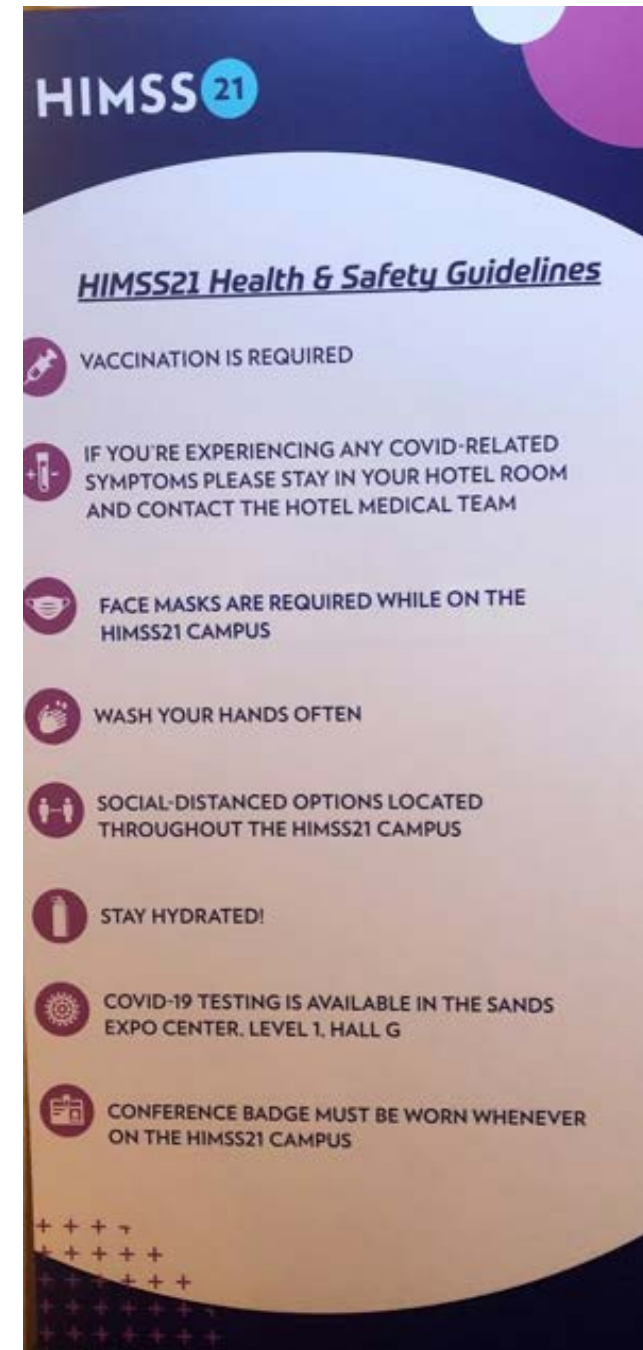 HIMSS 21
HIMSS21 Health & Safety Guidelines
VACCINATION IS REQUIRED
IF YOU'RE EXPERIENCING ANY COVID-RELATED
SYMPTOMS PLEASE STAY IN YOUR HOTEL ROOM
AND CONTACT THE HOTEL MEDICAL TEAM
FACE MASKS ARE REQUIRED WHILE ON THE
HIMSS21 CAMPUS
WASH YOUR HANDS OFTEN
SOCIAL-DISTANCED OPTIONS LOCATED
THROUGHOUT THE HIMSS21 CAMPUS
STAY HYDRATED!
COVID-19 TESTING IS AVAILABLE IN THE SANDS
EXPO CENTER, LEVEL 1, HALL G
CONFERENCE BADGE MUST BE WORN WHENEVER
ON THE HIMSS21 CAMPUS